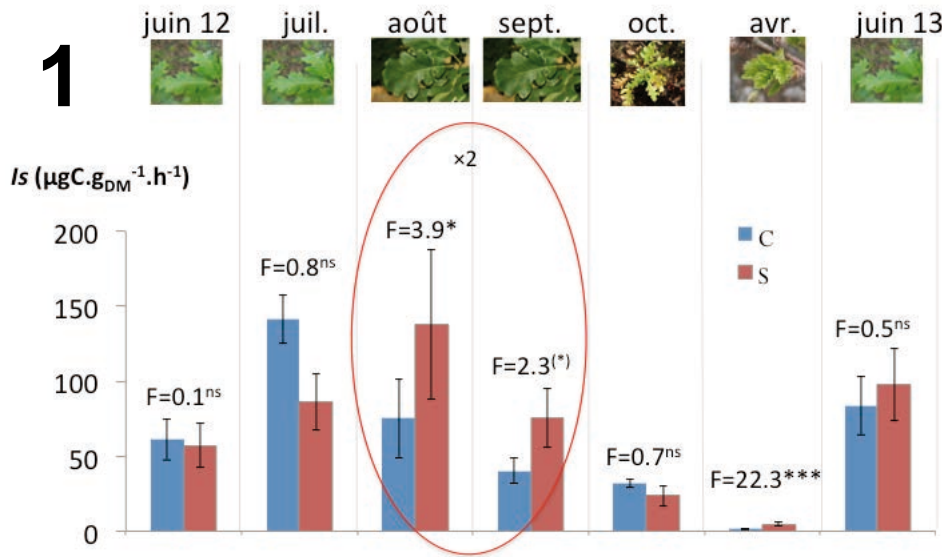 1
juin 12 juil. août sept. oct. avr. juin 13
×2
Is (µgC.g_DM⁻¹.h⁻¹)
200
150
100
50
0
F=0.1ⁿˢ
F=0.8ⁿˢ
F=3.9*
F=2.3⁽*⁾
F=0.7ⁿˢ
F=22.3***
F=0.5ⁿˢ
C
S